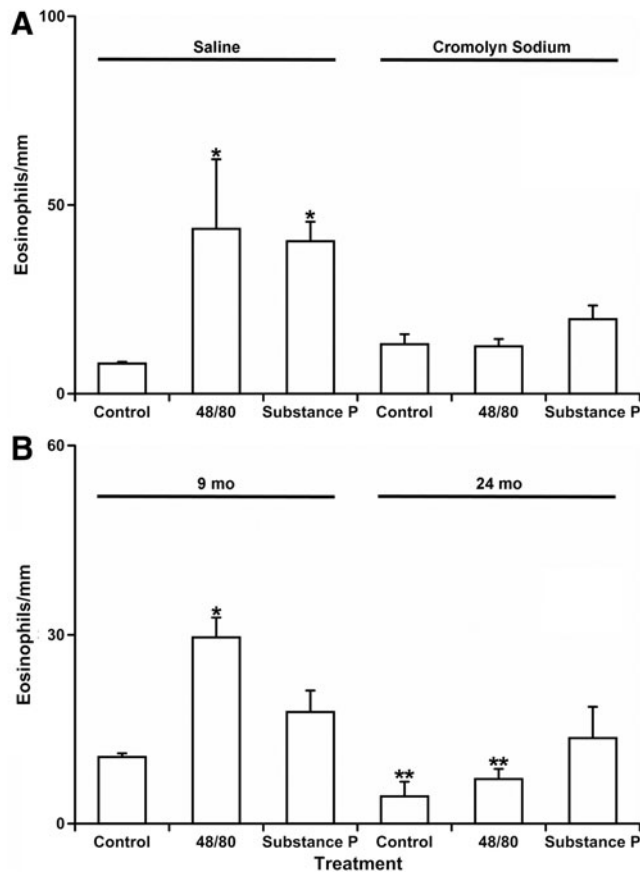 A
100
Saline Cromolyn Sodium
* 
*
Eosinophils/mm
50
0
Control 48/80 Substance P Control 48/80 Substance P
B
60
9 mo 24 mo
*
Eosinophils/mm
30
** **
0
Control 48/80 Substance P Control 48/80 Substance P
Treatment